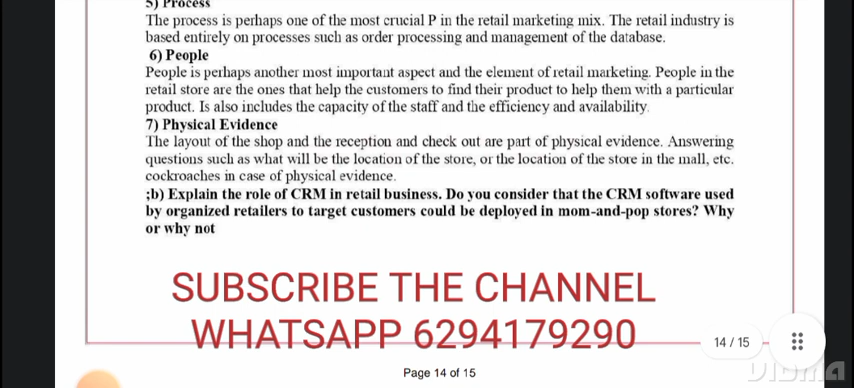 5) Process
The process is perhaps one of the most crucial P in the retail marketing mix. The retail industry is
based entirely on processes such as order processing and management of the database.
6) People
People is perhaps another most important aspect and the element of retail marketing. People in the
retail store are the ones that help the customers to find their product to help them with a particular
product. Is also includes the capacity of the staff and the efficiency and availability.
7) Physical Evidence
The layout of the shop and the reception and check out are part of physical evidence. Answering
questions such as what will be the location of the store, or the location of the store in the mall, etc.
cockroaches in case of physical evidence.
;b) Explain the role of CRM in retail business. Do you consider that the CRM software used
by organized retailers to target customers could be deployed in mom-and-pop stores? Why
or why not
SUBSCRIBE THE CHANNEL
WHATSAPP 6294179290
14 / 15
Page 14 of 15